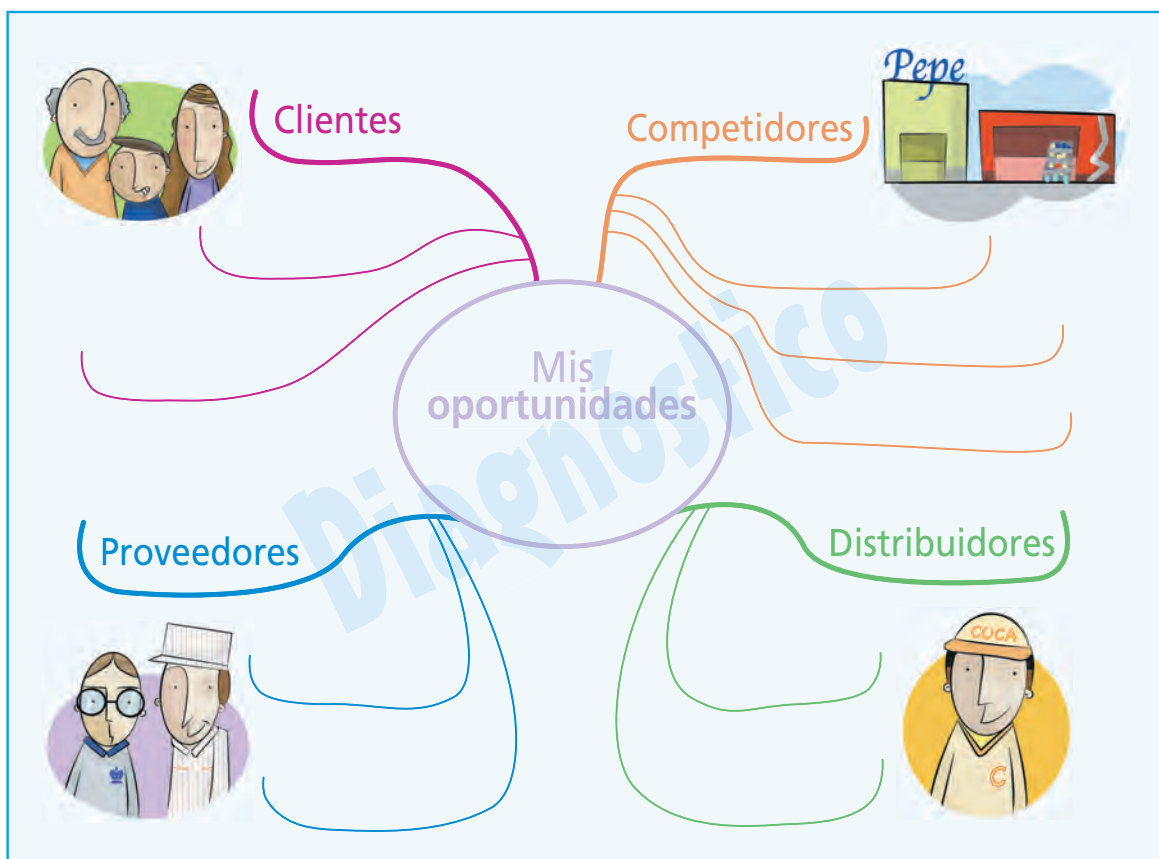 Pepe
Clientes
Competidores
Mis
oportunidades
Diagnóstico
Proveedores
Distribuidores
COCA
C